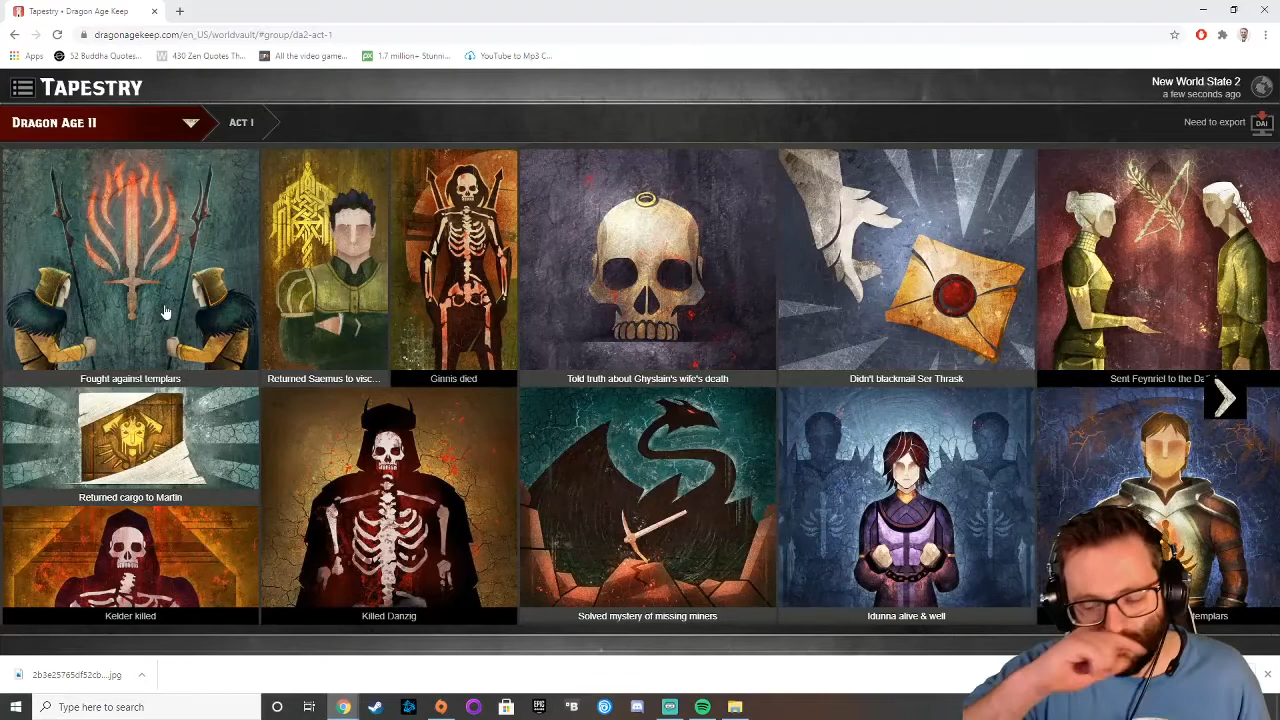 Tapestry • Dragon Age Keep
dragonagekeep.com/en_US/worldvault/#group/da2-act-1
Apps
52 Buddha Quotes...
430 Zen Quotes Th...
All the video game...
1.7 million+ Stunni...
YouTube to Mp3 C...
TAPESTRY
New World State 2
a few seconds ago
DRAGON AGE II
ACT I
Need to export
DAI
Fought against templars
Returned Saemus to visc...
Ginnis died
Told truth about Ghyslain's wife's death
Didn't blackmail Ser Thrask
Sent Feynriel to the
Returned cargo to Martin
Kelder killed
Killed Danzig
Solved mystery of missing miners
Idunna alive & well
templars
2b3e25765df52cb....jpg
Type here to search
EPIC
B